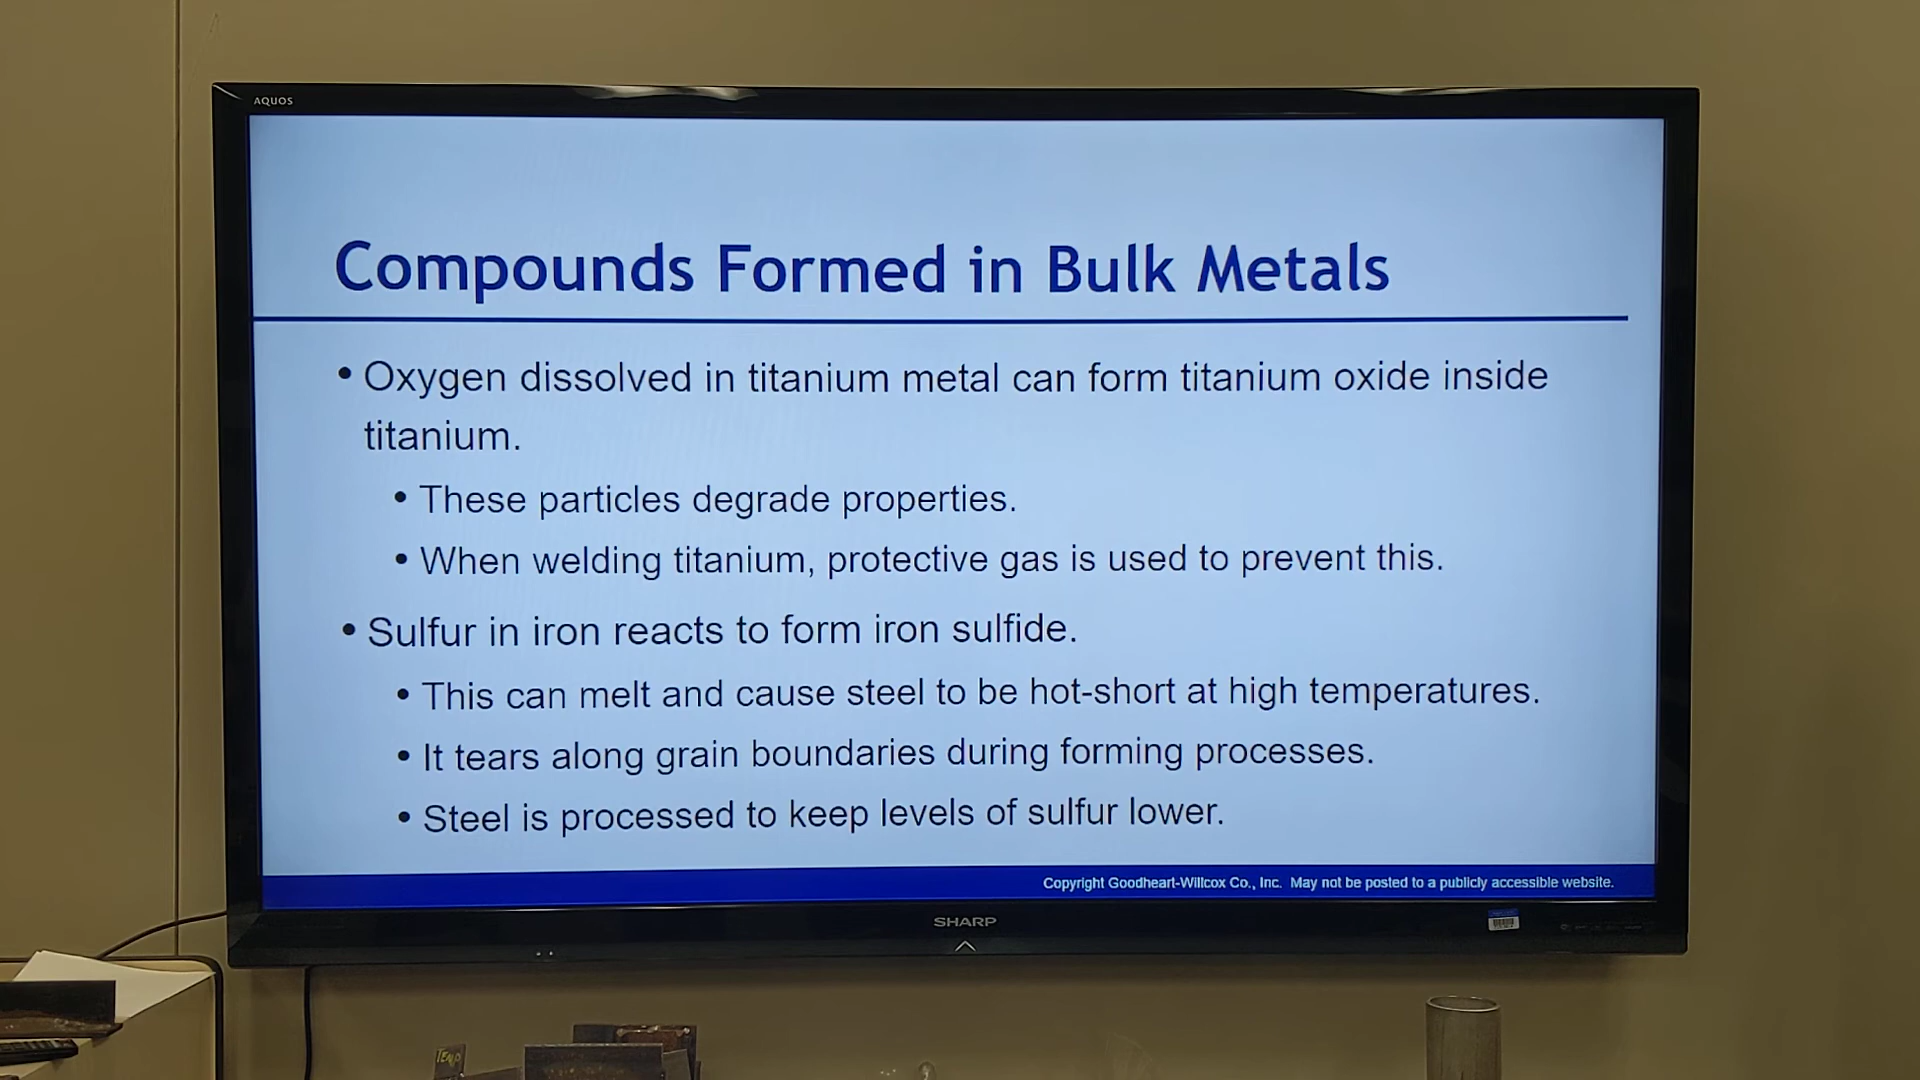 AQUOS
Compounds Formed in Bulk Metals
• Oxygen dissolved in titanium metal can form titanium oxide inside
titanium.
• These particles degrade properties.
• When welding titanium, protective gas is used to prevent this.
• Sulfur in iron reacts to form iron sulfide.
• This can melt and cause steel to be hot-short at high temperatures.
• It tears along grain boundaries during forming processes.
• Steel is processed to keep levels of sulfur lower.
Copyright Goodheart-Willcox Co., Inc. May not be posted to a publicly accessible website.
SHARP